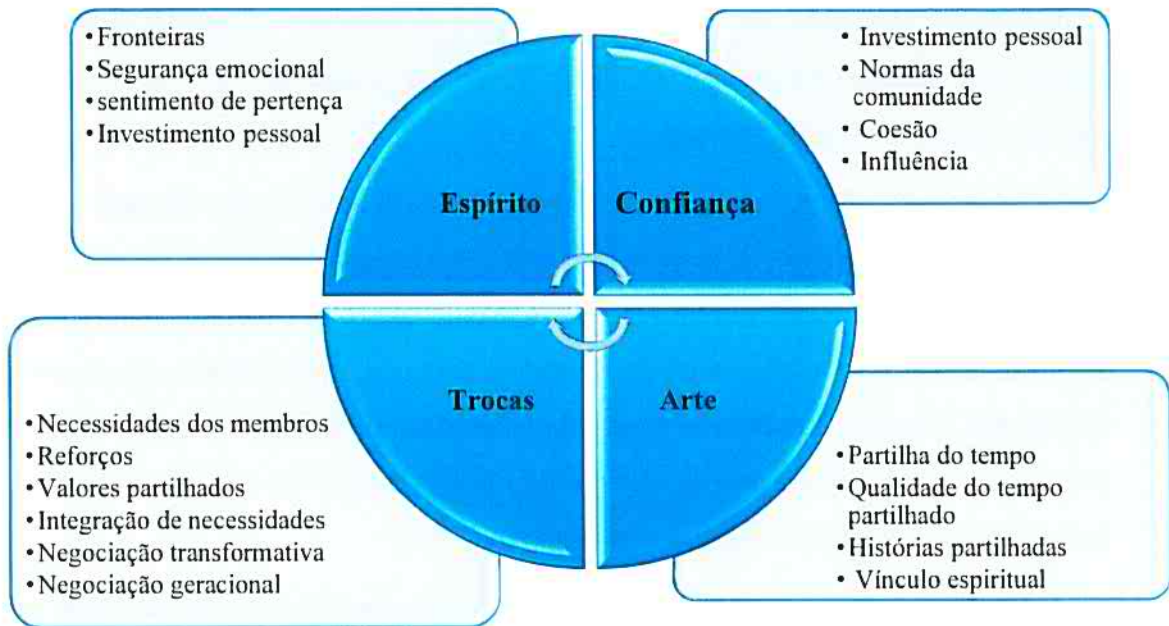 •Fronteiras
•Segurança emocional
•sentimento de pertença
•Investimento pessoal
• Investimento pessoal
• Normas da
comunidade
• Coesão
• Influência
Espírito
Confiança
Trocas
Arte
•Necessidades dos membros
•Reforços
•Valores partilhados
•Integração de necessidades
•Negociação transformativa
•Negociação geracional
•Partilha do tempo
•Qualidade do tempo
partilhado
•Histórias partilhadas
• Vínculo espiritual